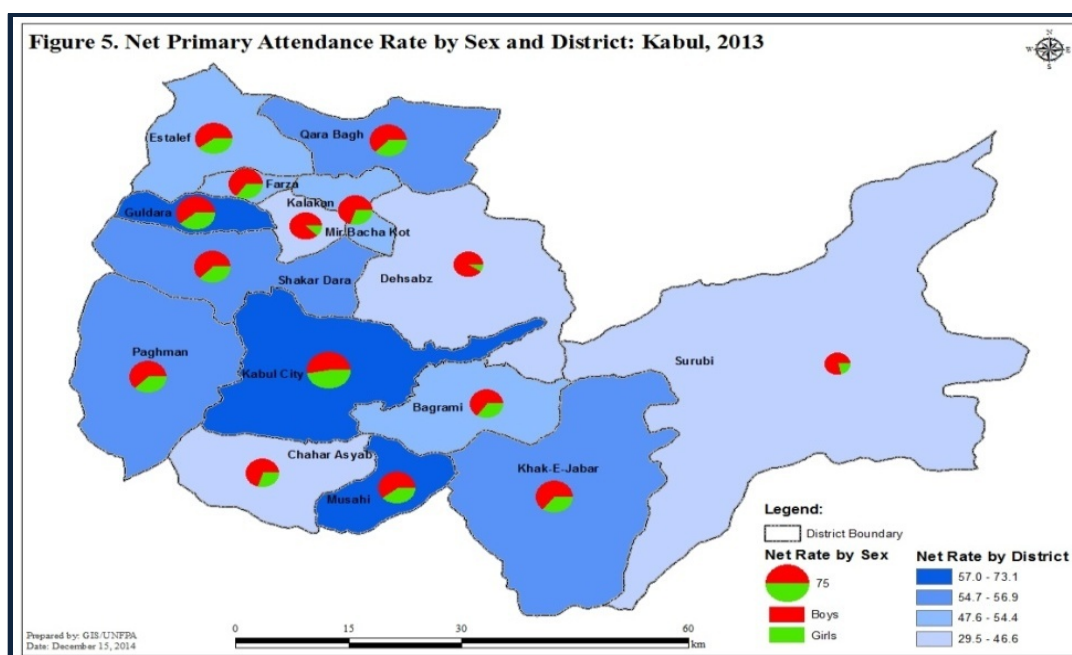 Figure 5. Net Primary Attendance Rate by Sex and District: Kabul, 2013
N
W E
S
Estalef
Qara Bagh
Farza
Guldara
Kalakan
Mir Bacha Kot
Shakar Dara
Dehsabz
Paghman
Kabul City
Surubi
Bagrami
Chahar Asyab
Khak-E-Jabar
Musahi
Legend:
District Boundary
Net Rate by Sex
75
Boys
Girls
Net Rate by District
57.0 - 73.1
54.7 - 56.9
47.6 - 54.4
29.5 - 46.6
Prepared by: GIS/UNFPA
Date: December 15, 2014
0 15 30 60
km